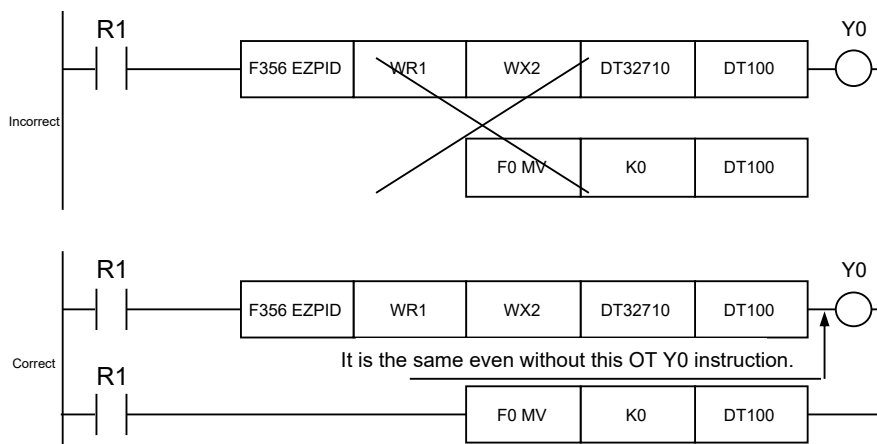 R1 Y0
F356 EZPID WR1 WX2 DT32710 DT100
Incorrect
F0 MV K0 DT100
R1 Y0
F356 EZPID WR1 WX2 DT32710 DT100
It is the same even without this OT Y0 instruction.
Correct
R1
F0 MV K0 DT100